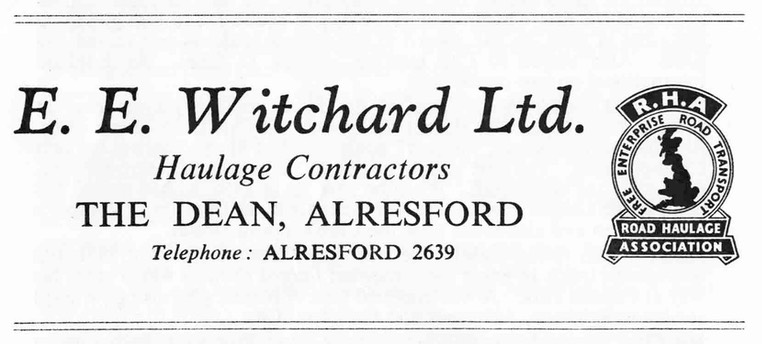 E. E. Witchard Ltd.
Haulage Contractors
THE DEAN, ALRESFORD
Telephone: ALRESFORD 2639
R.H.A
FREE ENTERPRISE ROAD TRANSPORT
ROAD HAULAGE
ASSOCIATION